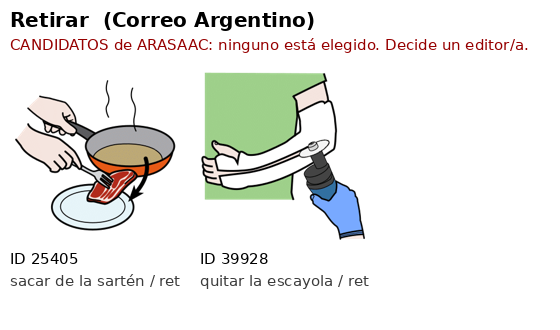 Retirar (Correo Argentino)
CANDIDATOS de ARASAAC: ninguno está elegido. Decide un editor/a.
ID 25405
ID 39928
sacar de la sartén / ret
quitar la escayola / ret